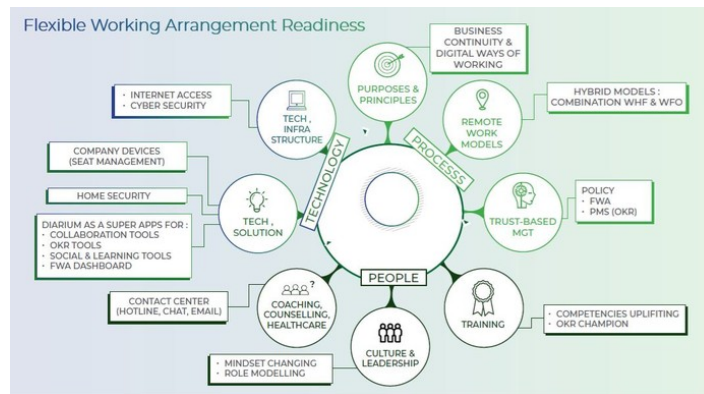 Flexible Working Arrangement Readiness
BUSINESS
CONTINUITY &
DIGITAL WAYS OF
WORKING
PURPOSES &
PRINCIPLES
· INTERNET ACCESS
· CYBER SECURITY
TECH ,
INFRA
STRUCTURE
REMOTE
WORK
MODELS
HYBRID MODELS :
COMBINATION WHF & WFO
TECHNOLOGY
PROCESSS
COMPANY DEVICES
(SEAT MANAGEMENT)
HOME SECURITY
DIARIUM AS A SUPER APPS FOR :
· COLLABORATION TOOLS
· OKR TOOLS
· SOCIAL & LEARNING TOOLS
· FWA DASHBOARD
TECH ,
SOLUTION
TRUST-BASED
MGT
POLICY
· FWA
· PMS (OKR)
PEOPLE
CONTACT CENTER
(HOTLINE, CHAT, EMAIL)
?
COACHING,
COUNSELLING,
HEALTHCARE
TRAINING
· COMPETENCIES UPLIFITING
· OKR CHAMPION
· MINDSET CHANGING
· ROLE MODELLING
CULTURE &
LEADERSHIP